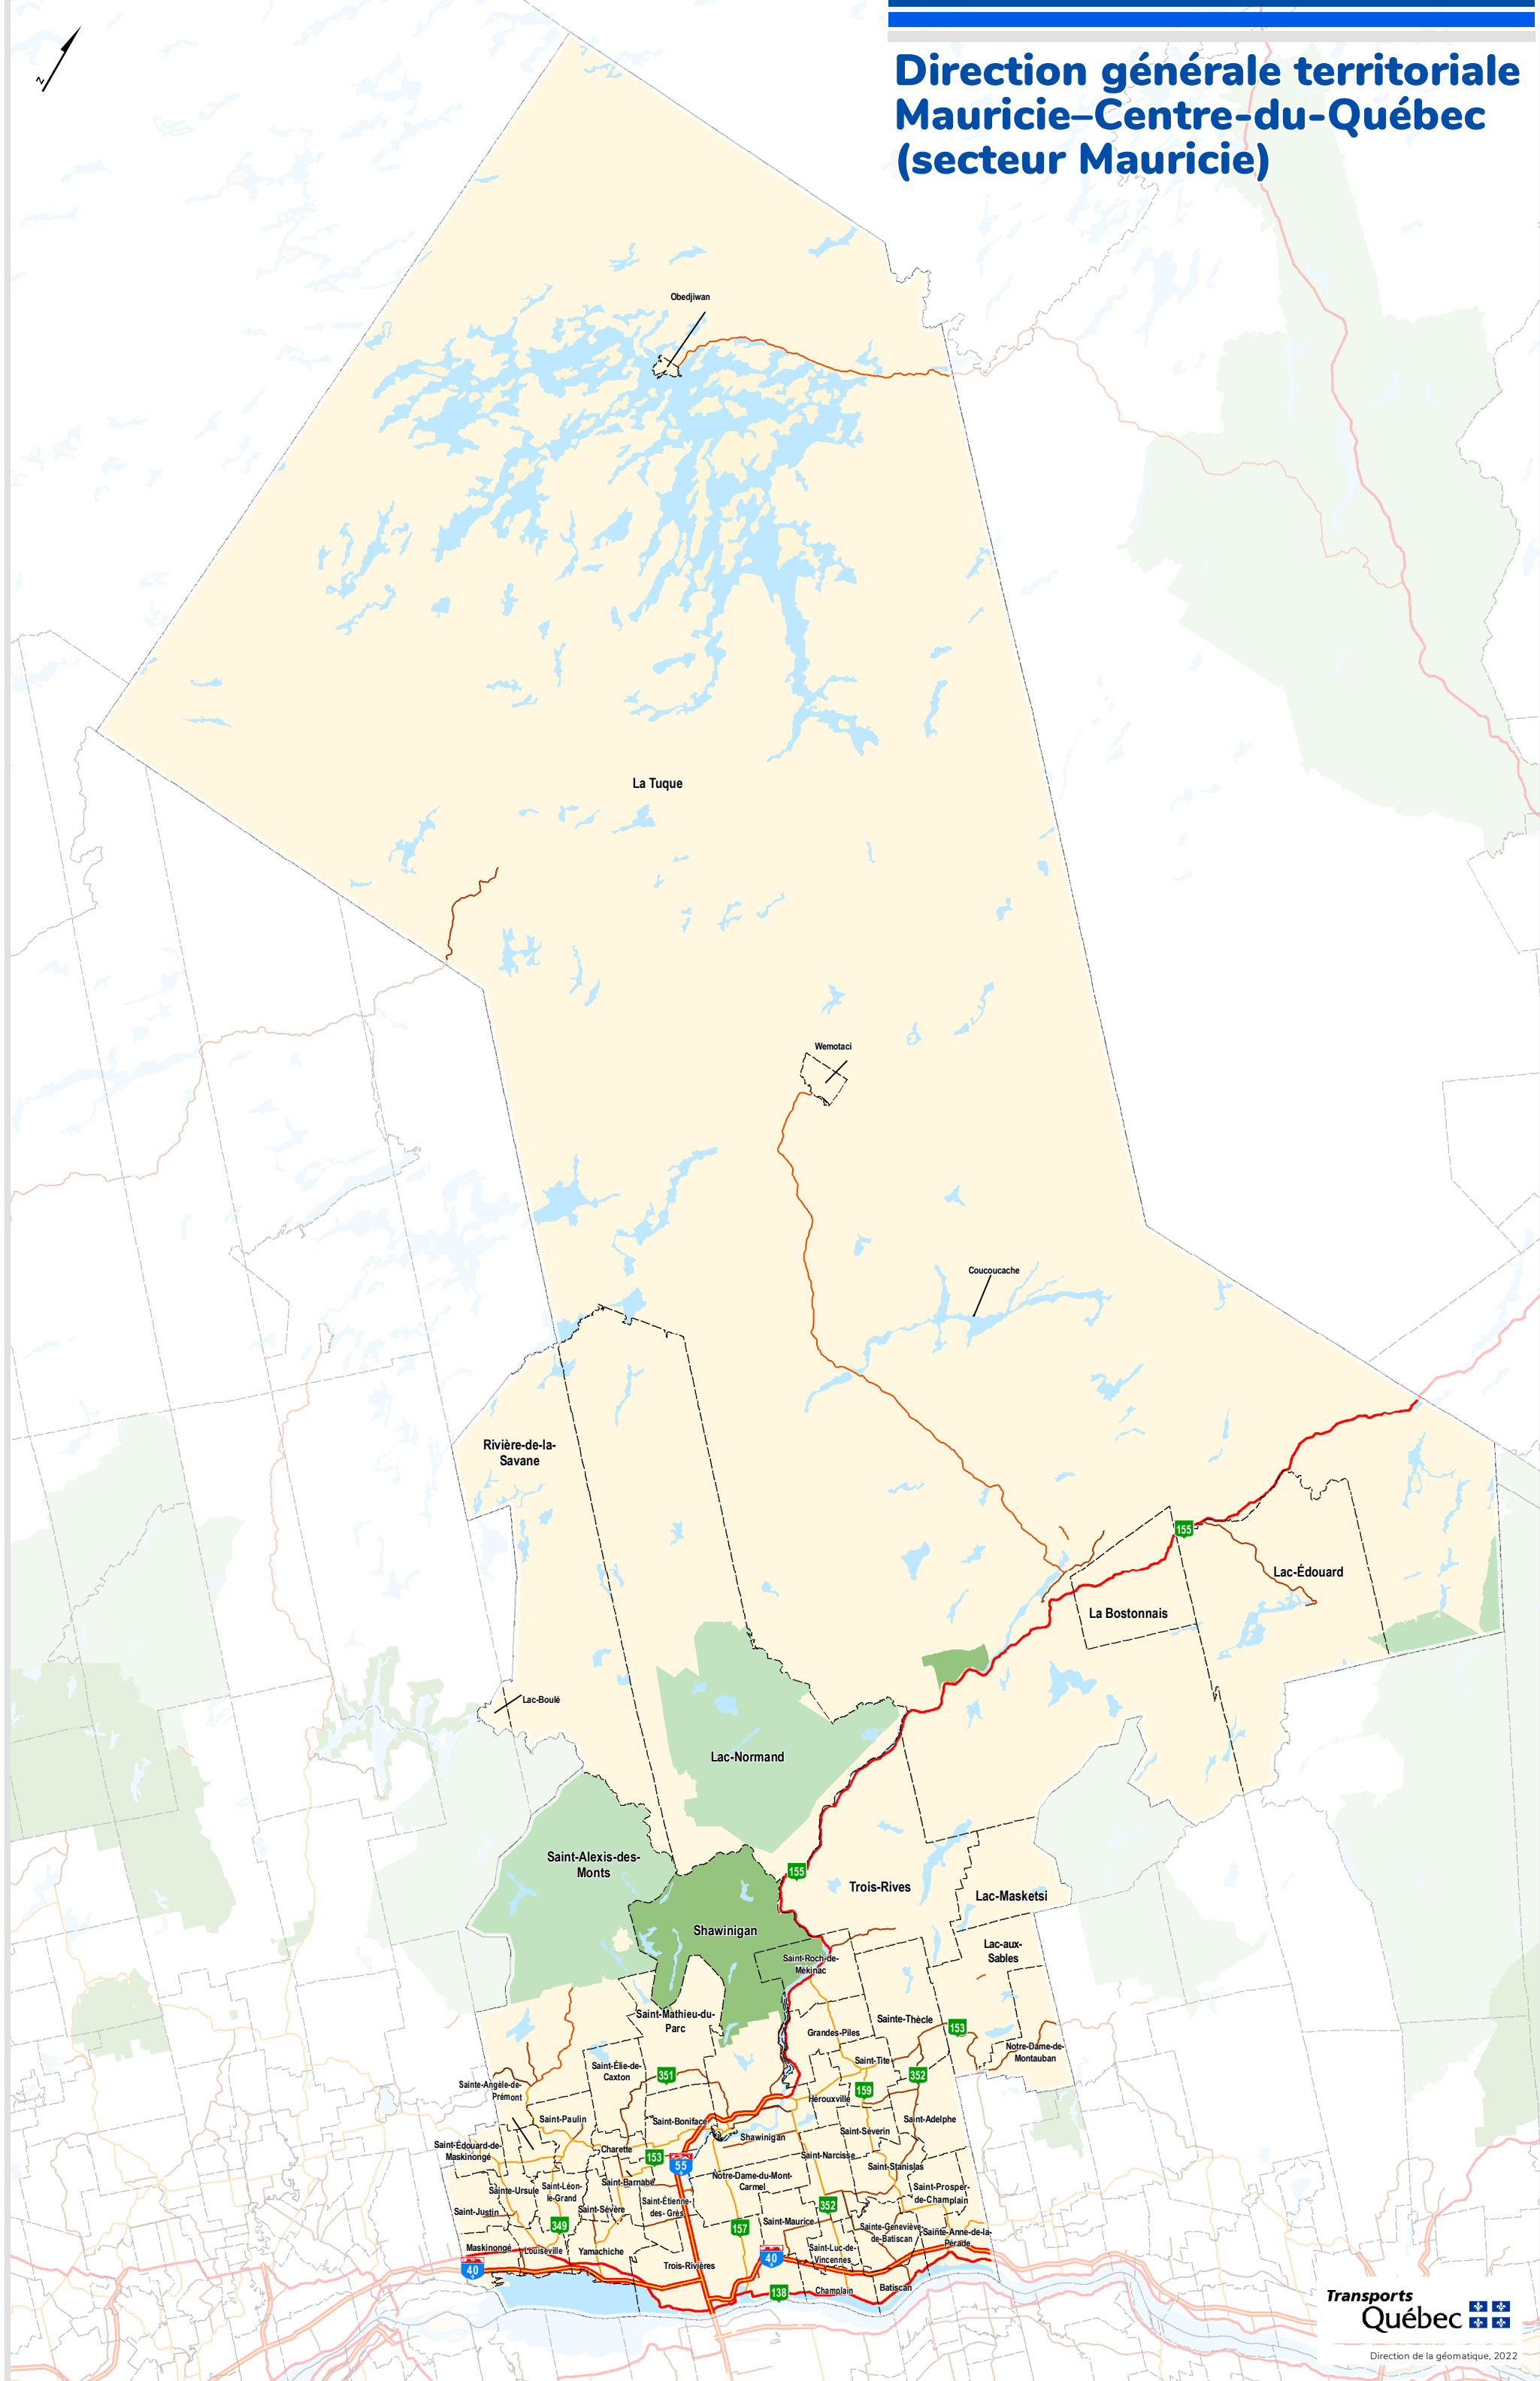 Direction générale territoriale
Mauricie–Centre-du-Québec
(secteur Mauricie)
N
Obedjiwan
La Tuque
Wemotaci
Coucoucache
Rivière-de-la-
Savane
155
Lac-Édouard
La Bostonnais
Lac-Boulé
Lac-Normand
Saint-Alexis-des-
Monts
155
Trois-Rives
Lac-Masketsi
Shawinigan
Lac-aux-
Sables
Saint-Roch-de-
Mékinac
Saint-Mathieu-du-
Parc
Sainte-Thècle
153
Grandes-Piles
Notre-Dame-de-
Montauban
Saint-Tite
Saint-Élie-de-
Caxton
351
352
Sainte-Angèle-de-
Prémont
159
Hérouxville
Saint-Paulin
Saint-Boniface
Saint-Adelphe
Saint-Séverin
Shawinigan
Saint-Édouard-de-
Maskinongé
Charette
153
55
Saint-Narcisse
Saint-Stanislas
Notre-Dame-du-Mont-
Carmel
Saint-Barnabé
Sainte-Ursule
Saint-Léon-
le-Grand
Saint-Prosper-
de-Champlain
Saint-Étienne-
des-Grès
352
Saint-Justin
Saint-Sévère
349
157
Saint-Maurice
Sainte-Geneviève-
de-Batiscan
Sainte-Anne-de-la-
Pérade
Maskinongé
Louiseville
Yamachiche
Saint-Luc-de-
Vincennes
40
40
Trois-Rivières
138
Champlain
Batiscan
Transports
Québec
Direction de la géomatique, 2022